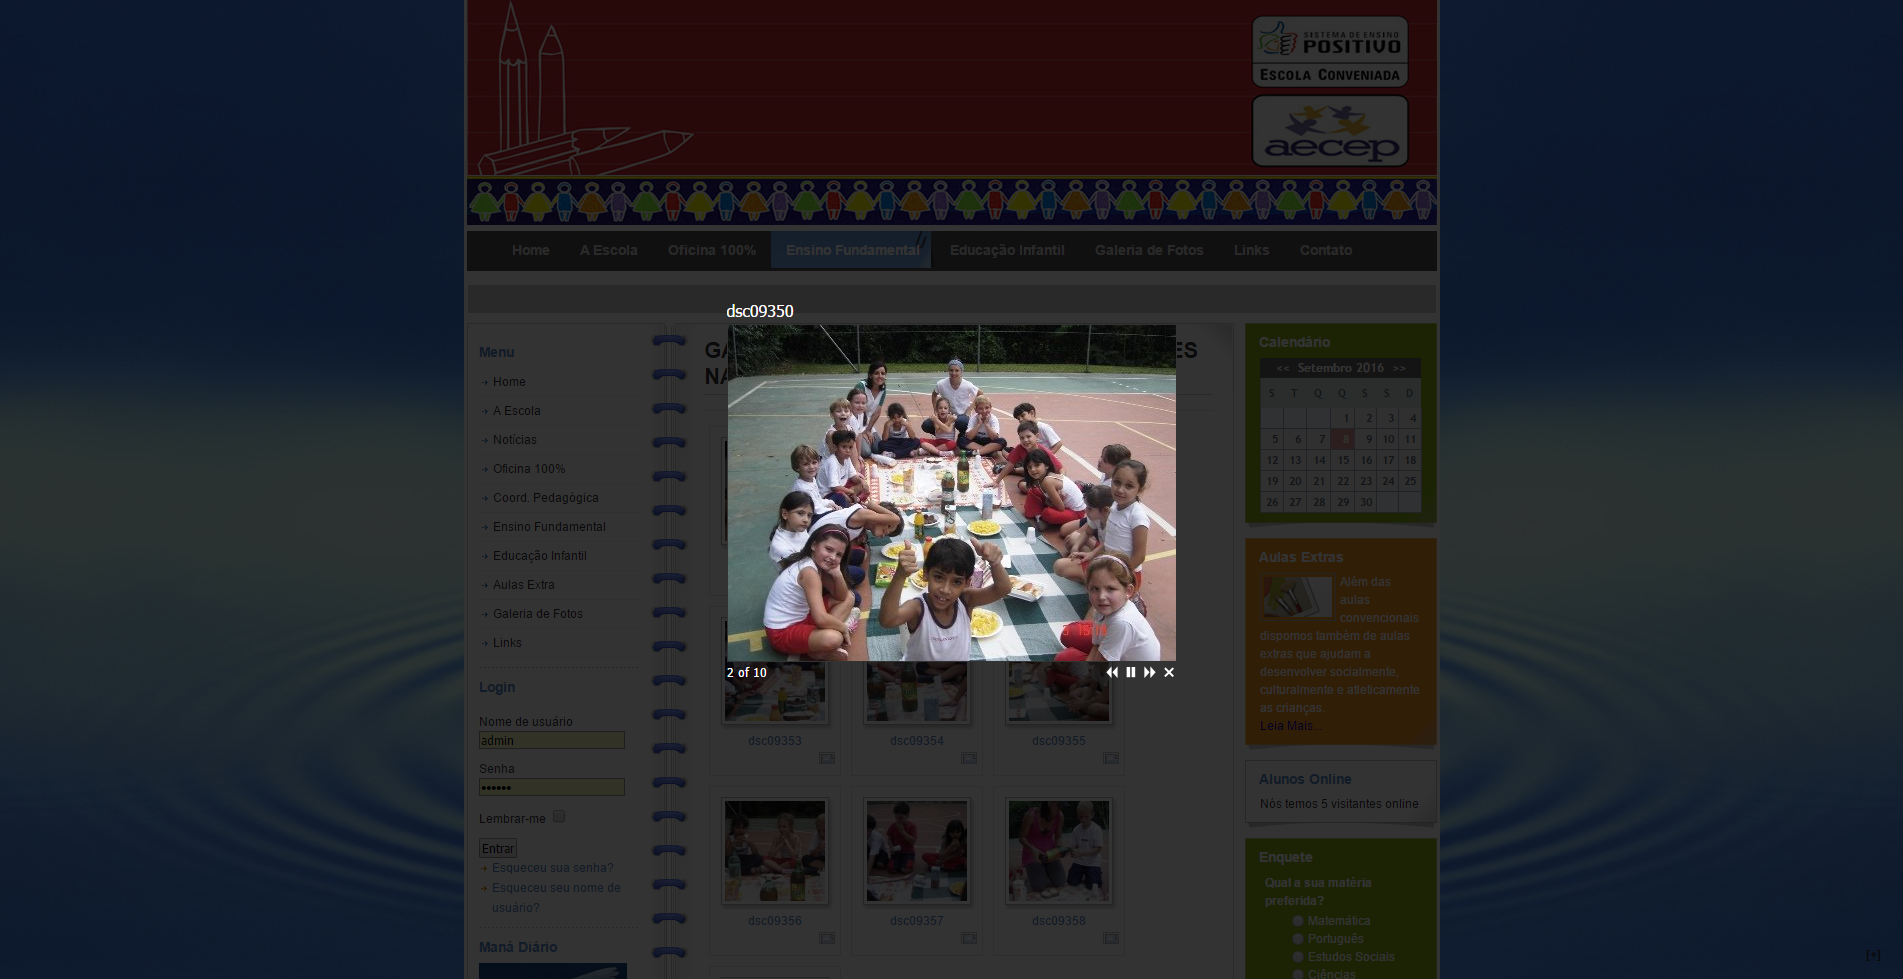 SISTEMA DE ENSINO
POSITIVO
ESCOLA CONVENIADA
aecep
Home
A Escola
Oficina 100%
Ensino Fundamental
Educação Infantil
Galeria de Fotos
Links
Contato
dsc09350
2 of 10
Menu
Home
A Escola
Notícias
Oficina 100%
Coord. Pedagógica
Ensino Fundamental
Educação Infantil
Aulas Extra
Galeria de Fotos
Links
Login
Nome de usuário
admin
Senha
••••••
Lembrar-me
Entrar
Esqueceu sua senha?
Esqueceu seu nome de
usuário?
Maná Diário
dsc09353
dsc09354
dsc09355
dsc09356
dsc09357
dsc09358
Calendário
<< Setembro 2016 >>
S T Q Q S S D
1 2 3 4
5 6 7 8 9 10 11
12 13 14 15 16 17 18
19 20 21 22 23 24 25
26 27 28 29 30
Aulas Extras
Além das
aulas
convencionais
dispomos também de aulas
extras que ajudam a
desenvolver socialmente,
culturalmente e atleticamente
as crianças.
Leia Mais...
Alunos Online
Nós temos 5 visitantes online
Enquete
Qual a sua matéria
preferida?
Matemática
Português
Estudos Sociais
Ciências
[+]